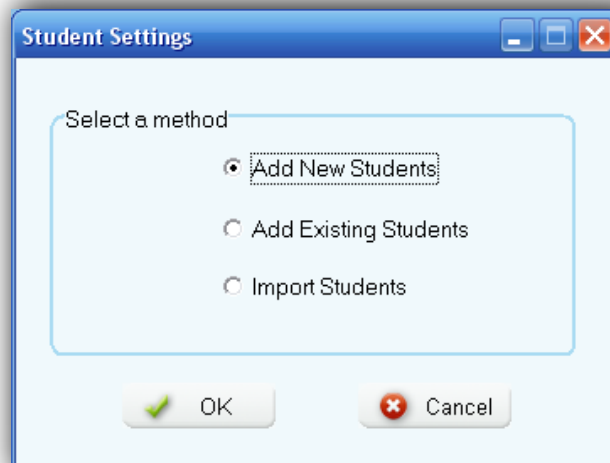 Student Settings
Select a method
Add New Students
Add Existing Students
Import Students
OK Cancel